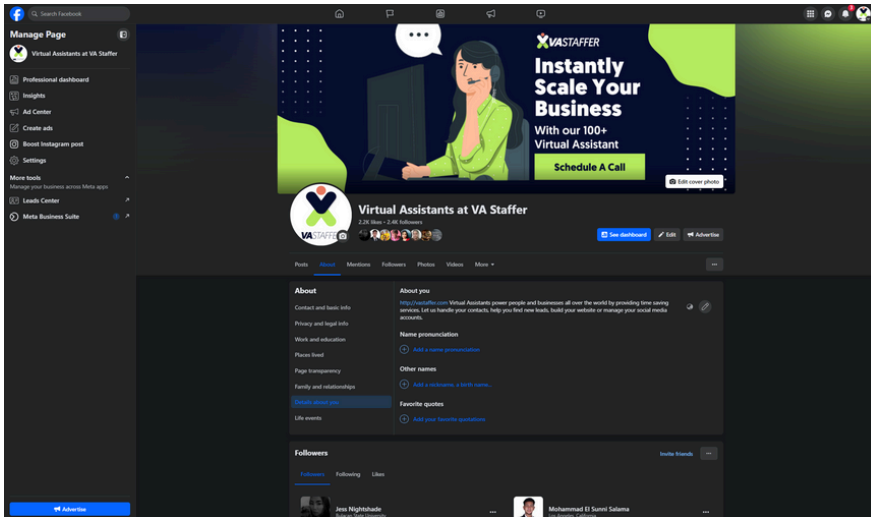 Search Facebook
3
Manage Page
Virtual Assistants at VA Staffer
Professional dashboard
Insights
Ad Center
Create ads
Boost Instagram post
Settings
More tools
Manage your business across Meta apps
Leads Center
Meta Business Suite
Advertise
VASTAFFER
Instantly
Scale Your
Business
With our 100+
Virtual Assistant
Schedule A Call
Edit cover photo
VASTAFFER
Virtual Assistants at VA Staffer
2.2K likes • 2.4K followers
See dashboard
Edit
Advertise
Posts
About
Mentions
Followers
Photos
Videos
More
About
Contact and basic info
Privacy and legal info
Work and education
Places lived
Page transparency
Family and relationships
Details about you
Life events
About you
http://vastaffer.com Virtual Assistants power people and businesses all over the world by providing time saving
services. Let us handle your contacts, help you find new leads, build your website or manage your social media
accounts.
Name pronunciation
Add a name pronunciation
Other names
Add a nickname, a birth name...
Favorite quotes
Add your favorite quotations
Followers
Invite friends
Followers
Following
Likes
Jess Nightshade
Bulacan State University
Mohammad El Sunni Salama
Los Angeles, California